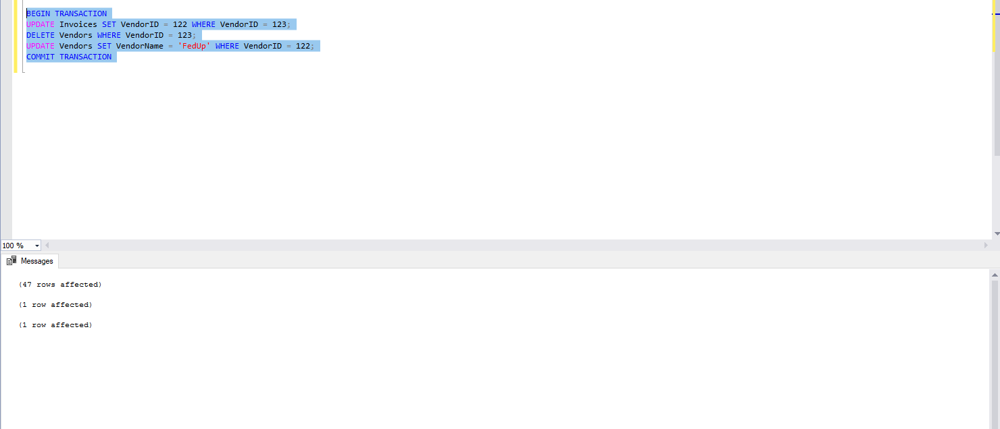 BEGIN TRANSACTION
UPDATE Invoices SET VendorID = 122 WHERE VendorID = 123;
DELETE Vendors WHERE VendorID = 123;
UPDATE Vendors SET VendorName = 'FedUp' WHERE VendorID = 122;
COMMIT TRANSACTION
100 %
Messages
(47 rows affected)
(1 row affected)
(1 row affected)